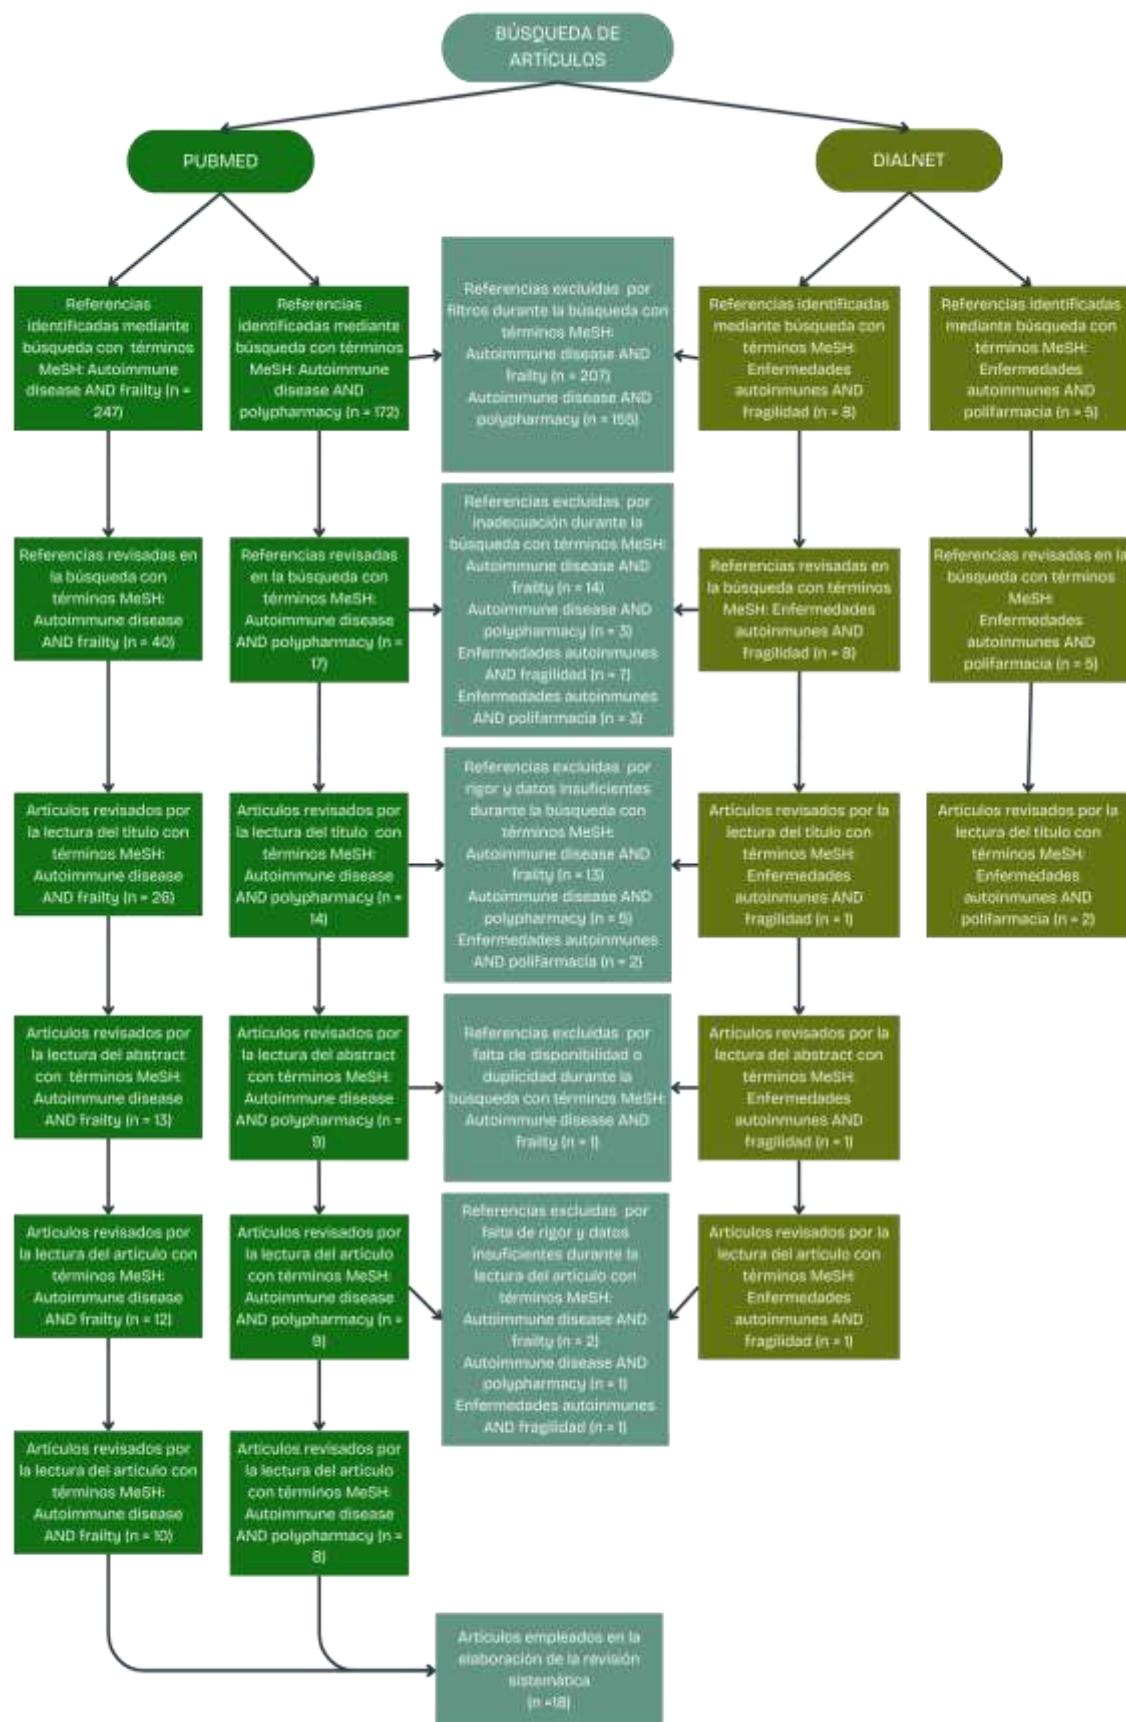 BÚSQUEDA DE
ARTÍCULOS
PUBMED
DIALNET
Referencias
identificadas mediante
búsqueda con términos
MeSH: Autoimmune
disease AND frailty (n =
247)
Referencias
identificadas mediante
búsqueda con términos
MeSH: Autoimmune
disease AND
polypharmacy (n = 172)
Referencias excluidas por
filtros durante la búsqueda con
términos MeSH:
Autoimmune disease AND
frailty (n = 207)
Autoimmune disease AND
polypharmacy (n = 155)
Referencias identificadas
mediante búsqueda con
términos MeSH:
Enfermedades
autoinmunes AND
fragilidad (n = 8)
Referencias identificadas
mediante búsqueda con
términos MeSH:
Enfermedades
autoinmunes AND
polifarmacia (n = 5)
Referencias revisadas en
la búsqueda con
términos MeSH:
Autoimmune disease
AND frailty (n = 40)
Referencias revisadas
en la búsqueda con
términos MeSH:
Autoimmune disease
AND polypharmacy (n =
17)
Referencias excluidas por
inadecuación durante la
búsqueda con términos MeSH:
Autoimmune disease AND
frailty (n = 14)
Autoimmune disease AND
polypharmacy (n = 3)
Enfermedades autoinmunes
AND fragilidad (n = 7)
Enfermedades autoinmunes
AND polifarmacia (n = 3)
Referencias revisadas en
la búsqueda con términos
MeSH: Enfermedades
autoinmunes AND
fragilidad (n = 8)
Referencias revisadas en la
búsqueda con términos
MeSH:
Enfermedades
autoinmunes AND
polifarmacia (n = 5)
Artículos revisados por
la lectura del título con
términos MeSH:
Autoimmune disease
AND frailty (n = 26)
Artículos revisados por
la lectura del título con
términos MeSH:
Autoimmune disease
AND polypharmacy (n =
14)
Referencias excluidas por
rigor y datos insuficientes
durante la búsqueda con
términos MeSH:
Autoimmune disease AND
frailty (n = 13)
Autoimmune disease AND
polypharmacy (n = 5)
Enfermedades autoinmunes
AND polifarmacia (n = 2)
Artículos revisados por la
lectura del título con
términos MeSH:
Enfermedades
autoinmunes AND
fragilidad (n = 1)
Artículos revisados por la
lectura del título con
términos MeSH:
Enfermedades
autoinmunes AND
polifarmacia (n = 2)
Artículos revisados por
la lectura del abstract
con términos MeSH:
Autoimmune disease
AND frailty (n = 13)
Artículos revisados por
la lectura del abstract
con términos MeSH:
Autoimmune disease
AND polypharmacy (n =
9)
Referencias excluidas por
falta de disponibilidad o
duplicidad durante la
búsqueda con términos MeSH:
Autoimmune disease AND
frailty (n = 1)
Artículos revisados por la
lectura del abstract con
términos MeSH:
Enfermedades
autoinmunes AND
fragilidad (n = 1)
Artículos revisados por
la lectura del artículo con
términos MeSH:
Autoimmune disease
AND frailty (n = 12)
Artículos revisados por
la lectura del artículo
con términos MeSH:
Autoimmune disease
AND polypharmacy (n =
9)
Referencias excluidas por
falta de rigor y datos
insuficientes durante la
lectura del artículo con
términos MeSH:
Autoimmune disease AND
frailty (n = 2)
Autoimmune disease AND
polypharmacy (n = 1)
Enfermedades autoinmunes
AND fragilidad (n = 1)
Artículos revisados por la
lectura del artículo con
términos MeSH:
Enfermedades
autoinmunes AND
fragilidad (n = 1)
Artículos revisados por
la lectura del artículo con
términos MeSH:
Autoimmune disease
AND frailty (n = 10)
Artículos revisados por
la lectura del artículo
con términos MeSH:
Autoimmune disease
AND polypharmacy (n =
8)
Artículos empleados en la
elaboración de la revisión
sistemática
(n =18)